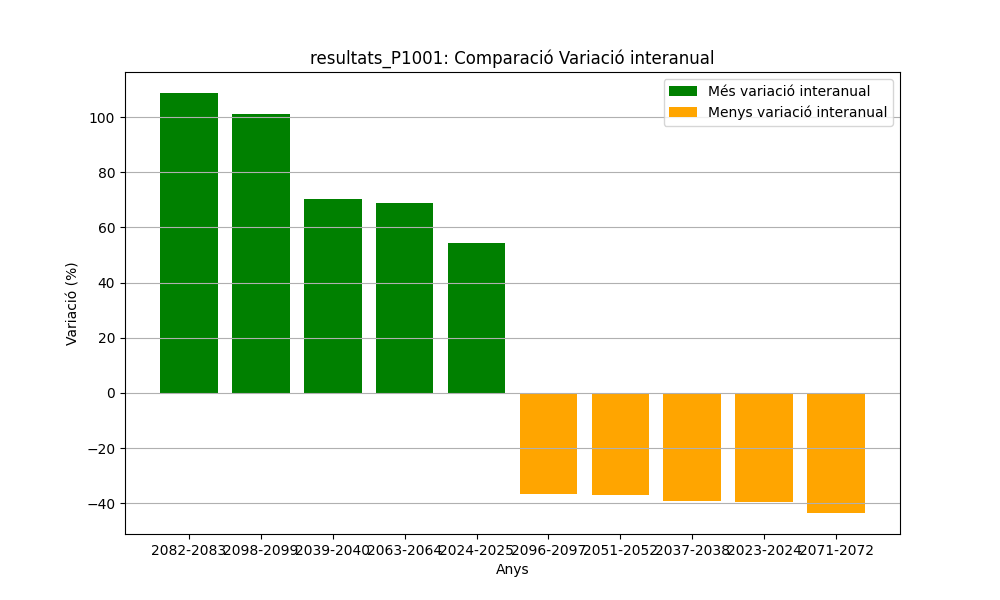 resultats_P1001: Comparació Variació interanual
Més variació interanual
Menys variació interanual
Variació (%)
100
80
60
40
20
0
−20
−40
2082-2083 2098-2099 2039-2040 2063-2064 2024-2025 2096-2097 2051-2052 2037-2038 2023-2024 2071-2072
Anys